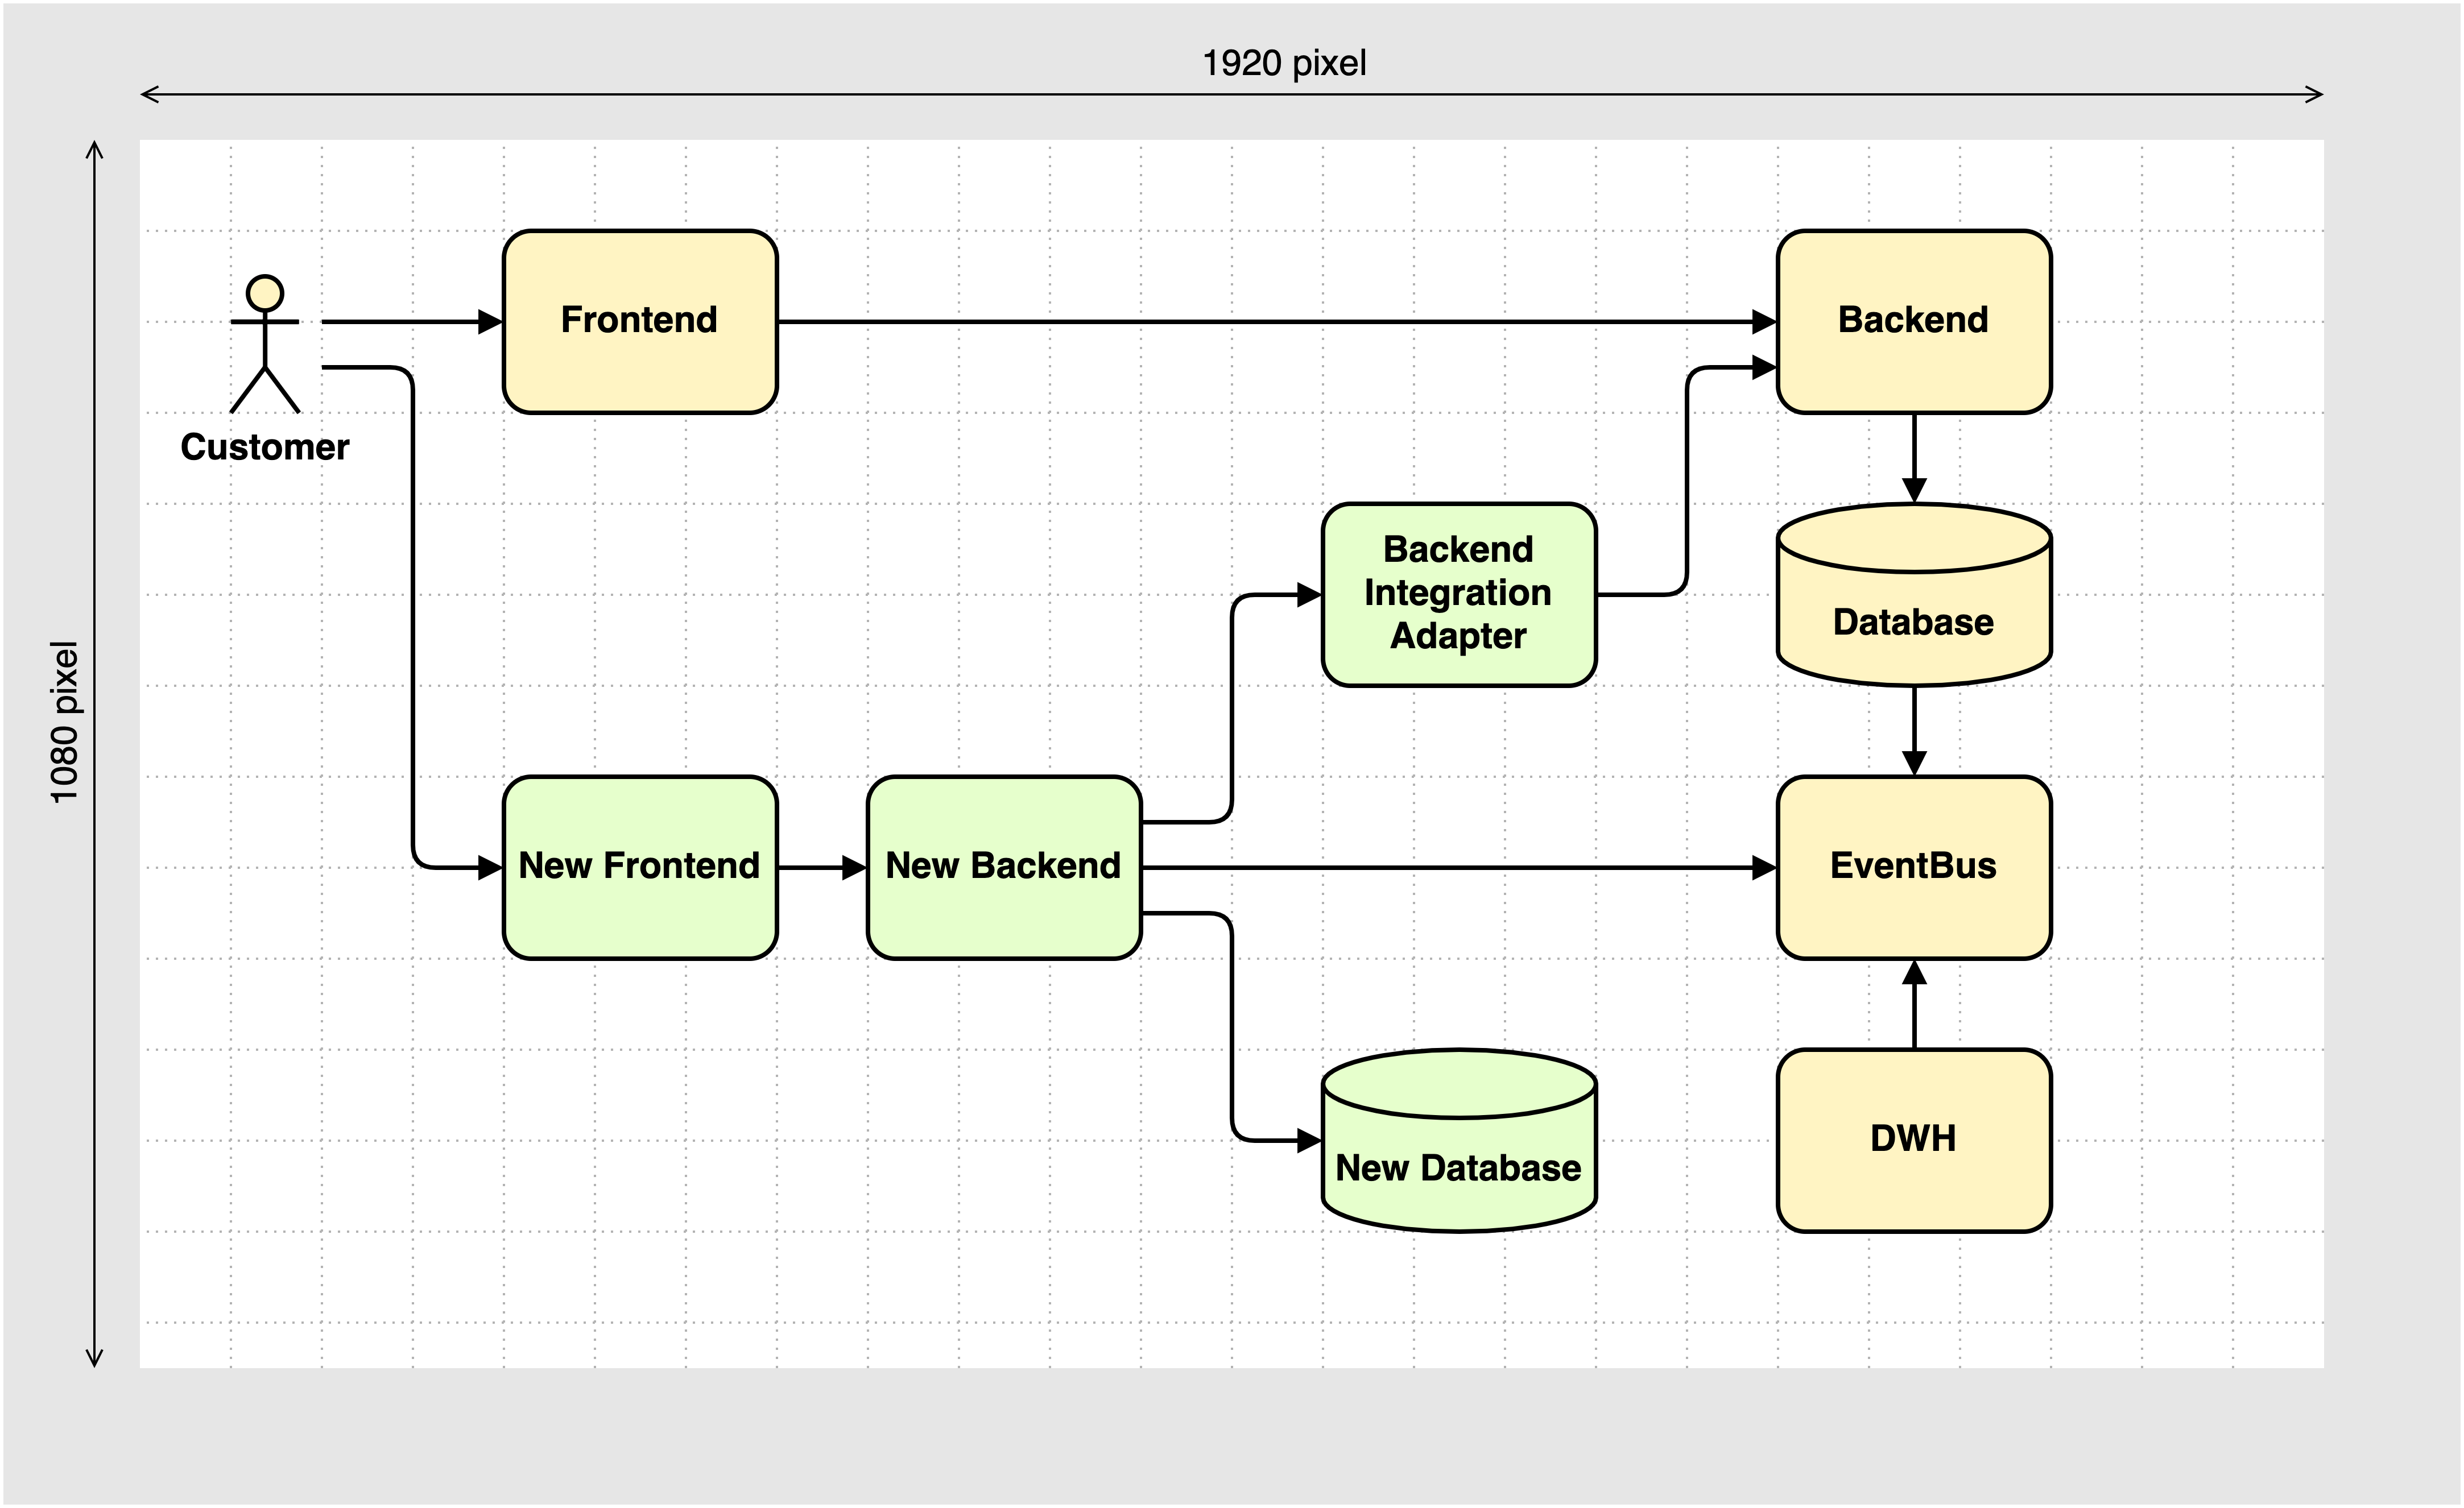 1920 pixel
1080 pixel
Frontend
Backend
Customer
Backend
Integration
Adapter
Database
New Frontend
New Backend
EventBus
New Database
DWH